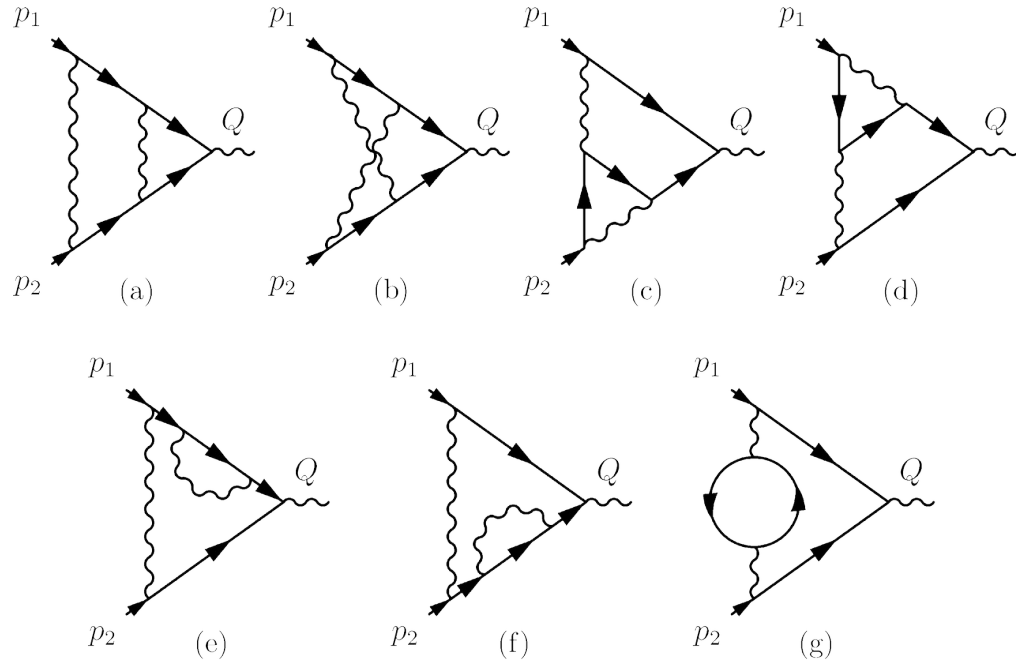 p1 p1 p1 p1
Q Q Q Q
p2 (a) p2 (b) p2 (c) p2 (d)
p1 p1 p1
Q Q Q
p2 (e) p2 (f) p2 (g)